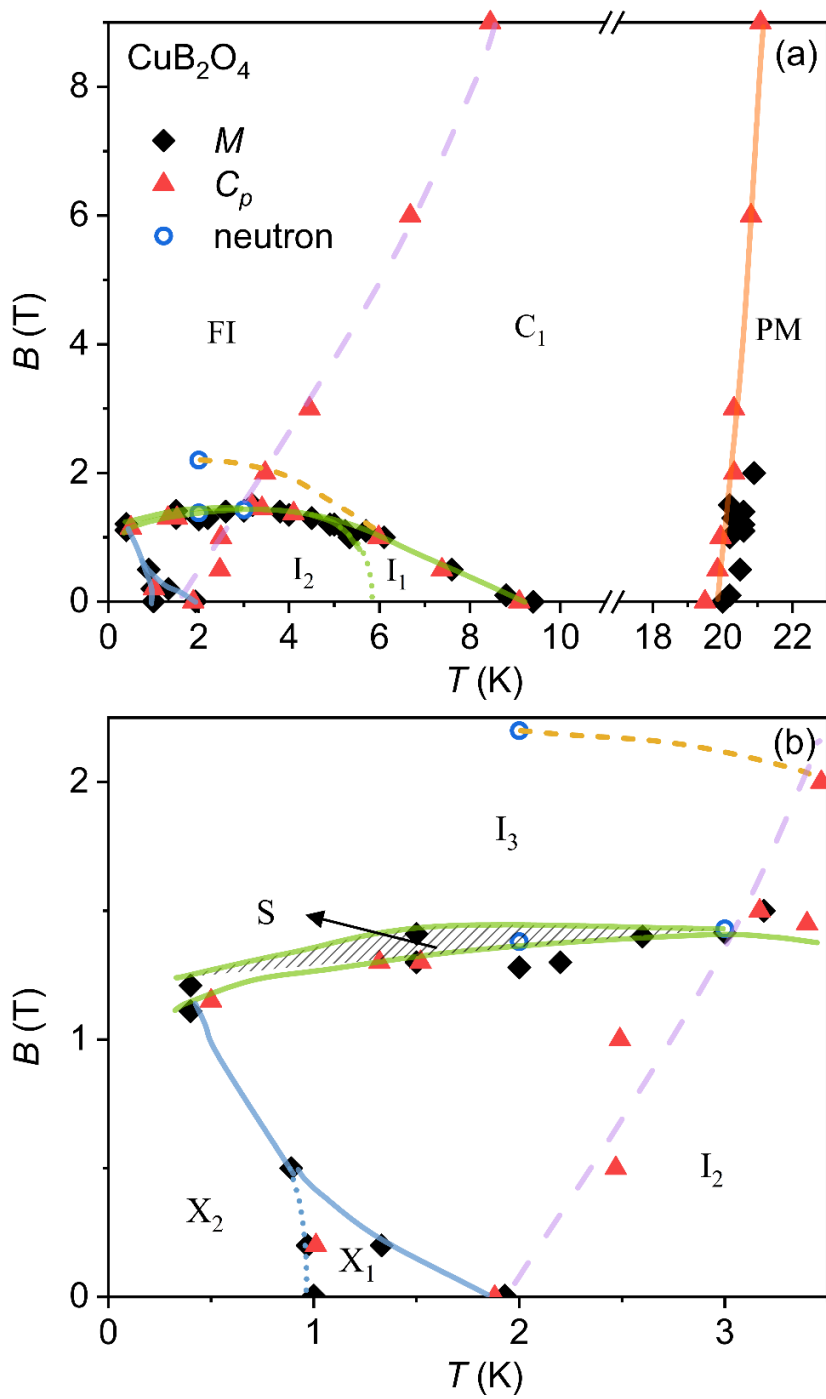 (a)
CuB₂O₄
M
Cₚ
neutron
FI
C₁
PM
I₂
I₁
B (T)
8
6
4
2
0
0 2 4 6 8 10 18 20 22
T (K)
(b)
I₃
S
I₂
X₂
X₁
B (T)
2
1
0
1 2 3
T (K)